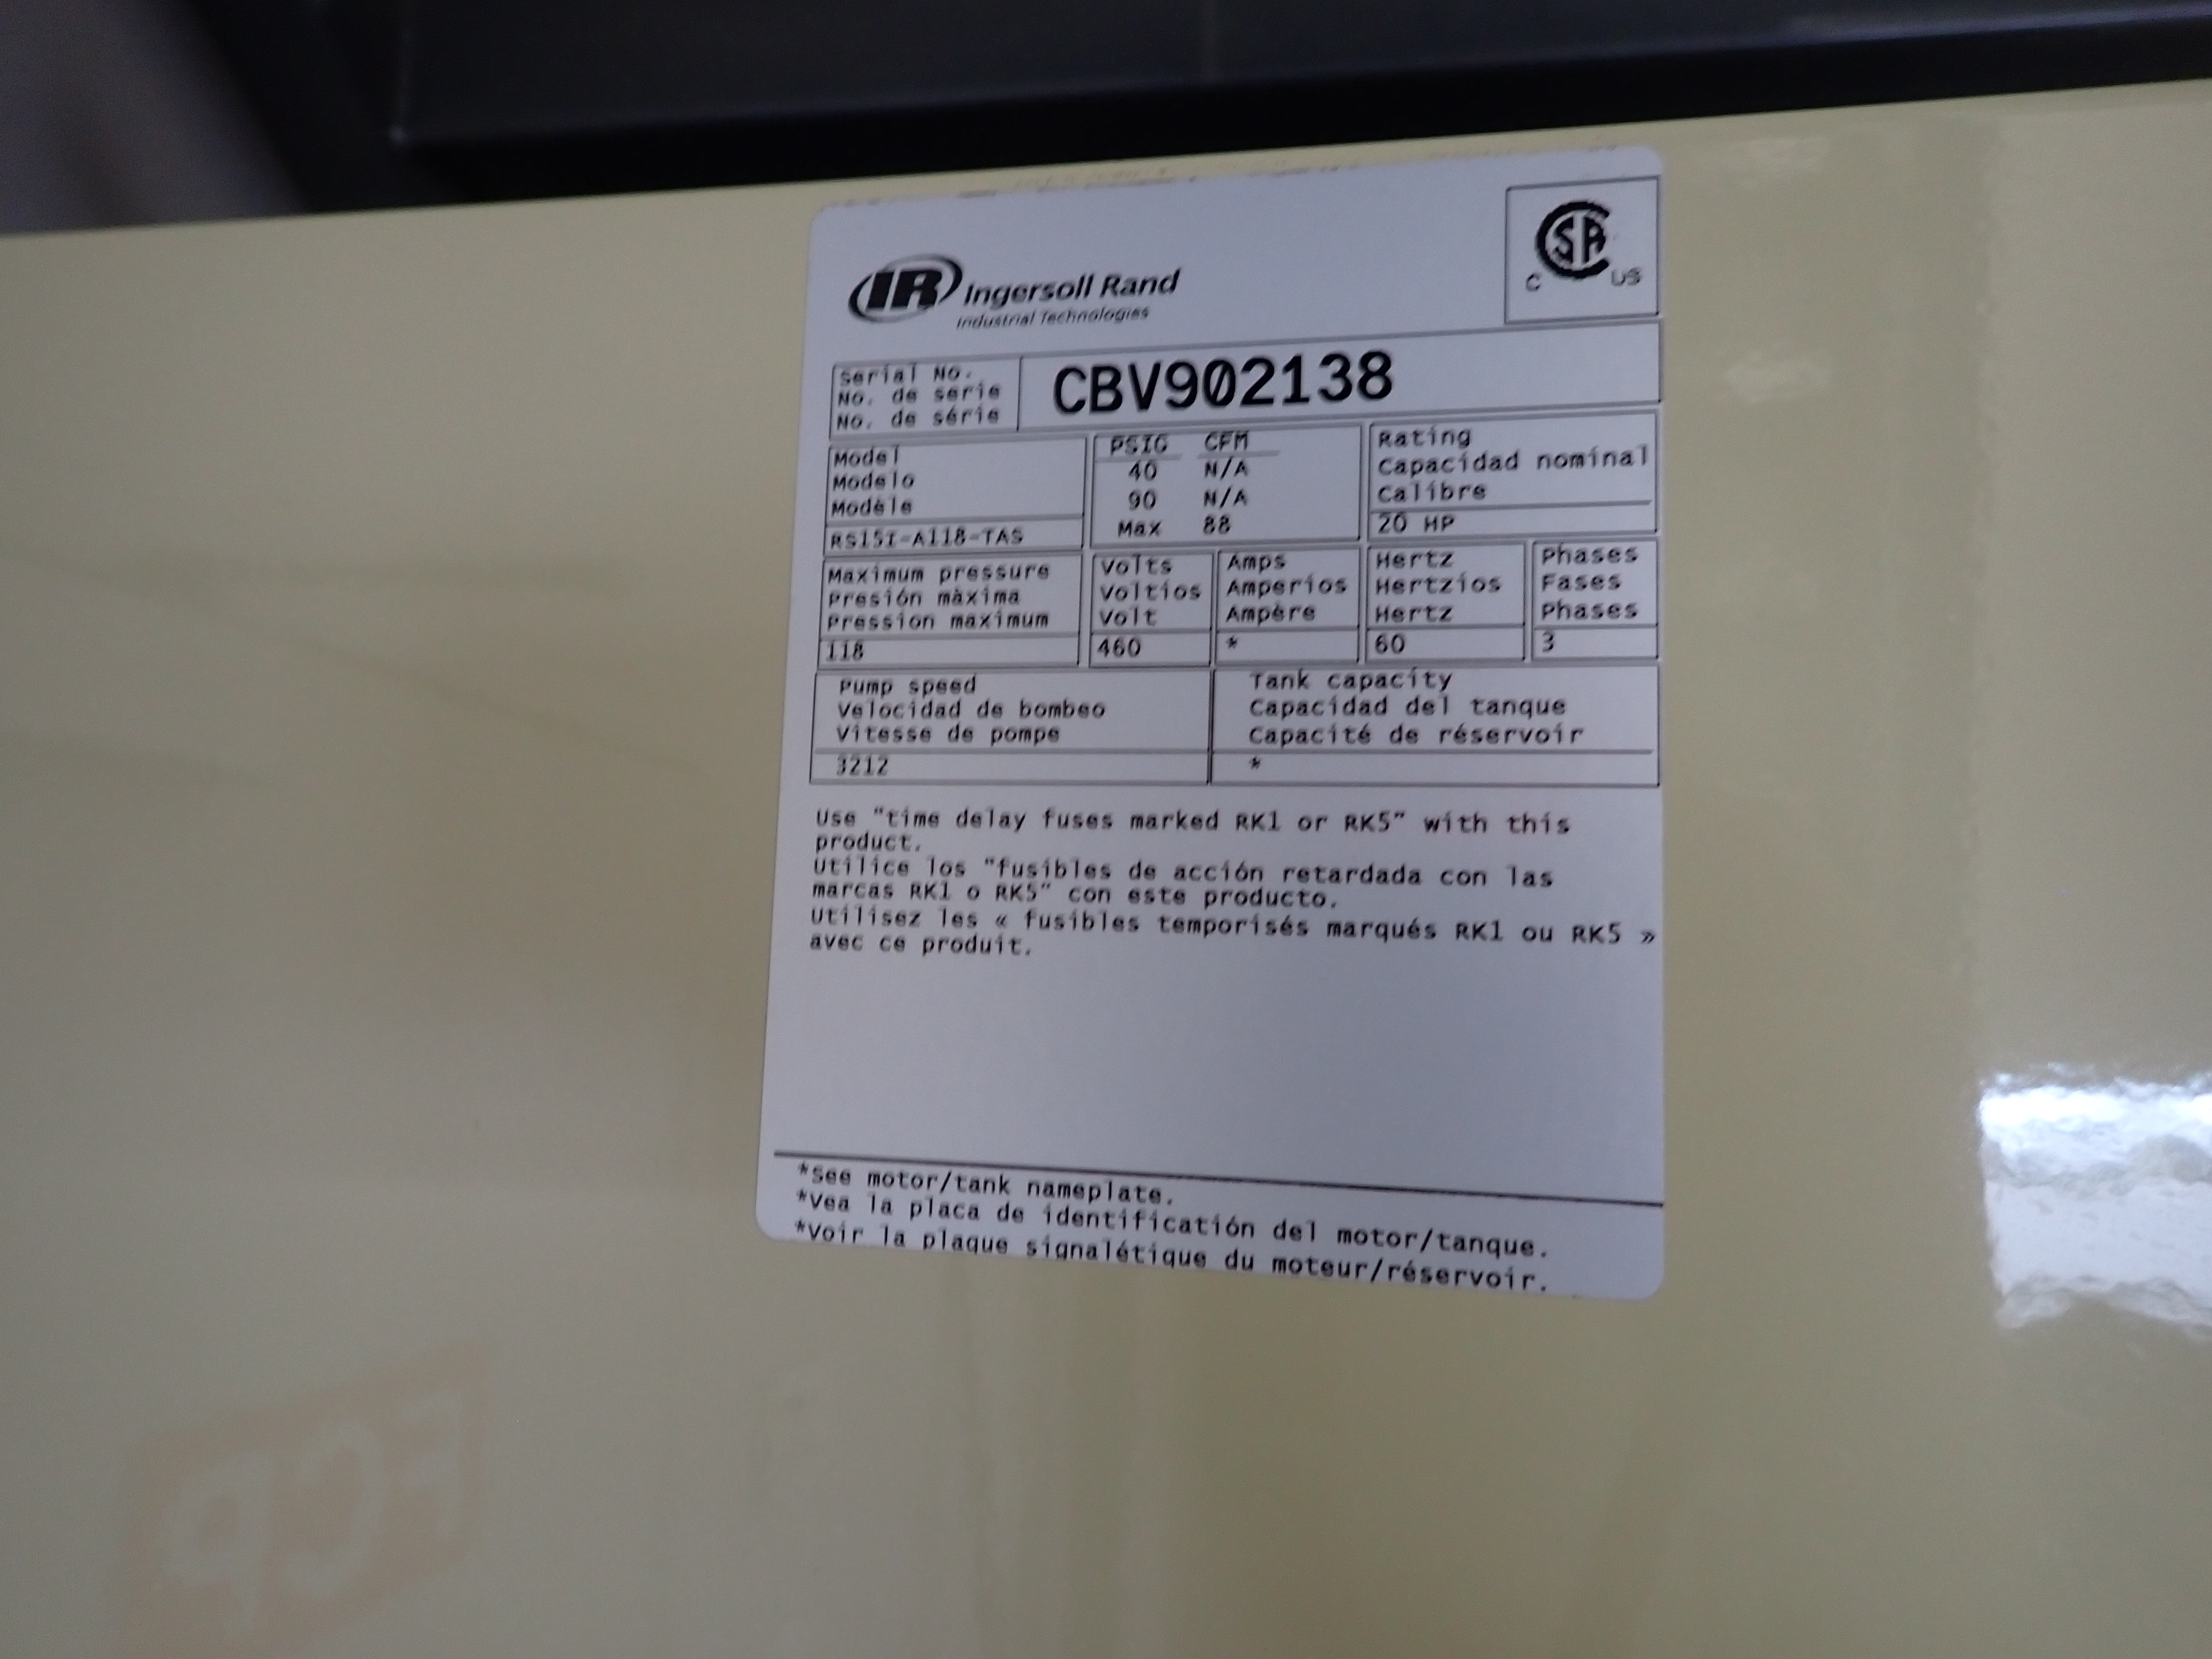 IR Ingersoll Rand
Industrial Technologies
CSA
C US
Serial No.
No. de serie
No. de série
CBV902138
Model
Modelo
Modèle
RS15I-A118-TAS
PSIG CFM
40 N/A
90 N/A
Max 88
Rating
Capacidad nominal
Calibre
20 HP
Maximum pressure
Presión màxima
Pression maximum
118
Volts
Voltios
Volt
460
Amps
Amperios
Ampère
*
Hertz
Hertzios
Hertz
60
Phases
Fases
Phases
3
Pump speed
Velocidad de bombeo
Vitesse de pompe
3212
Tank capacity
Capacidad del tanque
Capacité de réservoir
*
Use "time delay fuses marked RK1 or RK5" with this
product.
Utilice los "fusibles de acción retardada con las
marcas RK1 o RK5" con este producto.
Utilisez les « fusibles temporisés marqués RK1 ou RK5 »
avec ce produit.
*See motor/tank nameplate.
*Vea la placa de identificatión del motor/tanque.
*Voir la plaque signalétique du moteur/réservoir.